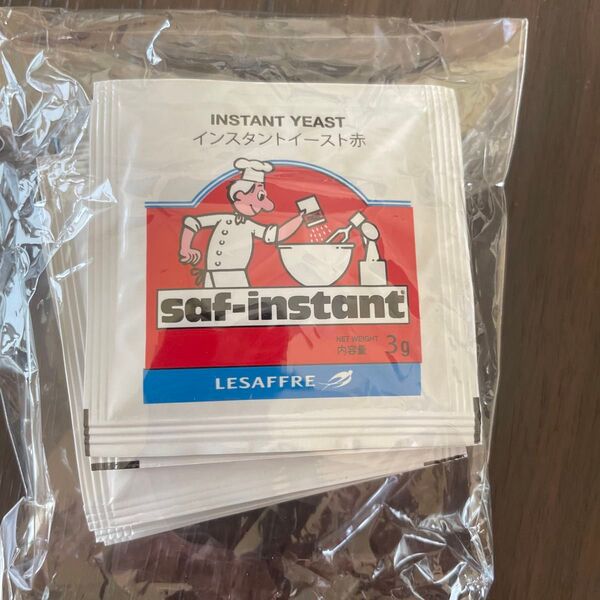 INSTANT YEAST
インスタントイースト赤
saf-instant
NET WEIGHT
内容量 3g
LESAFFRE